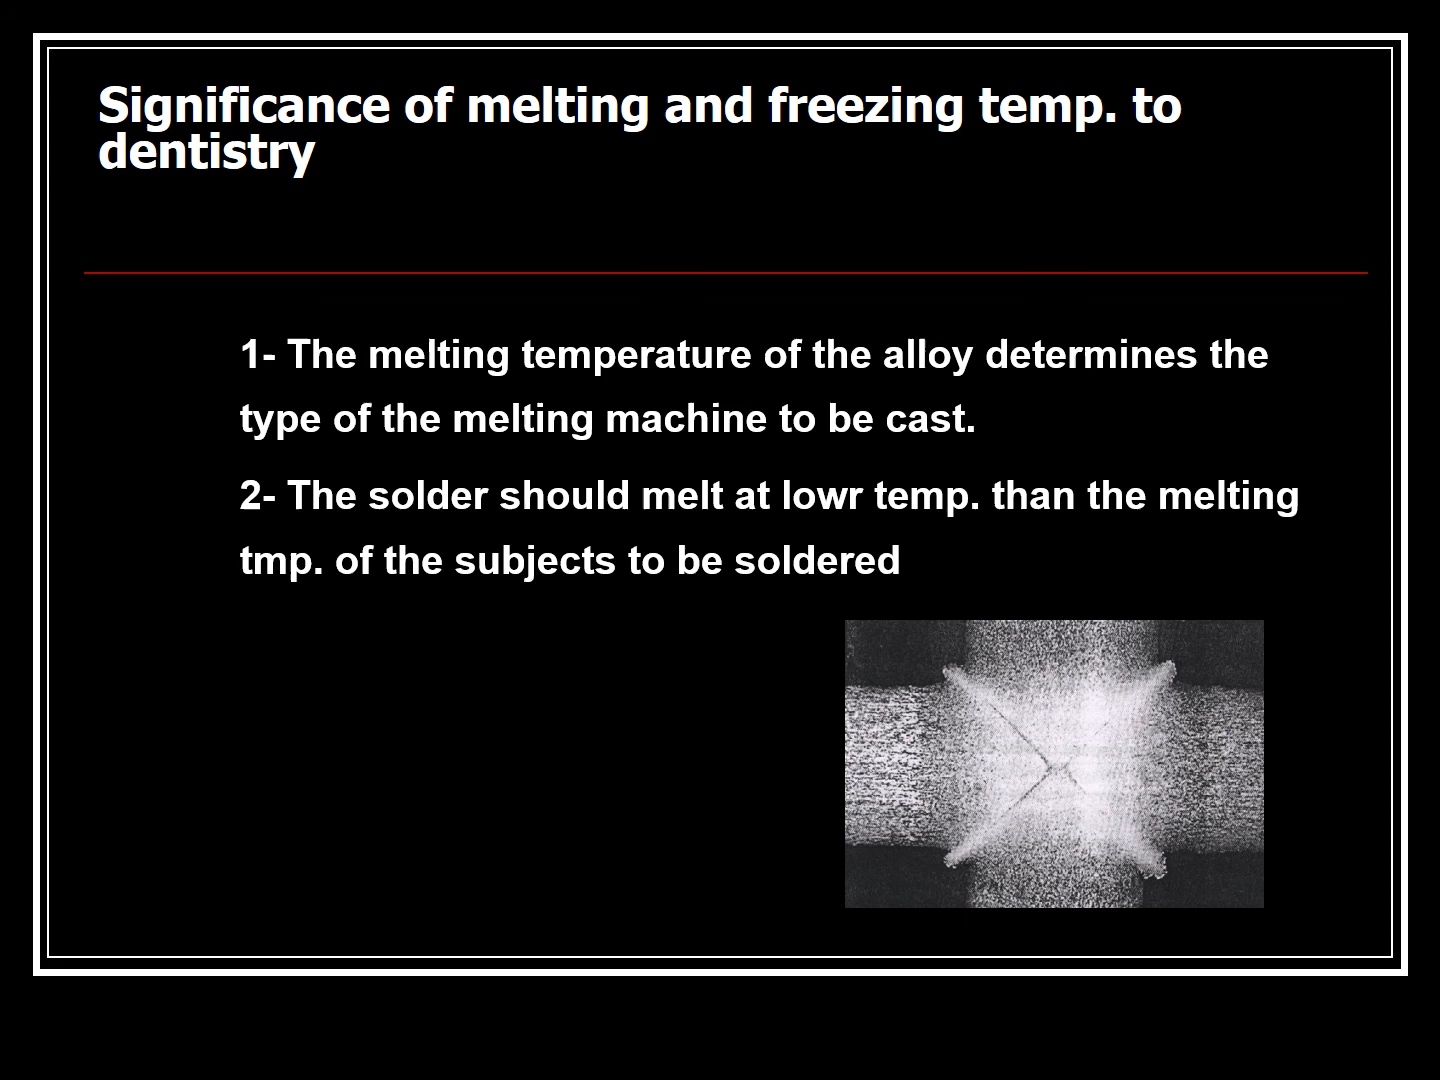 Significance of melting and freezing temp. to
dentistry
1- The melting temperature of the alloy determines the
type of the melting machine to be cast.
2- The solder should melt at lowr temp. than the melting
tmp. of the subjects to be soldered